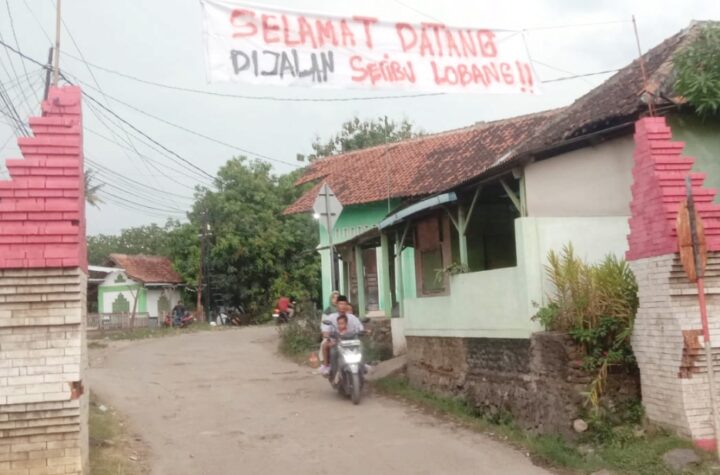 SELAMAT DATANG
DIJALAN SERIBU LOBANG!!